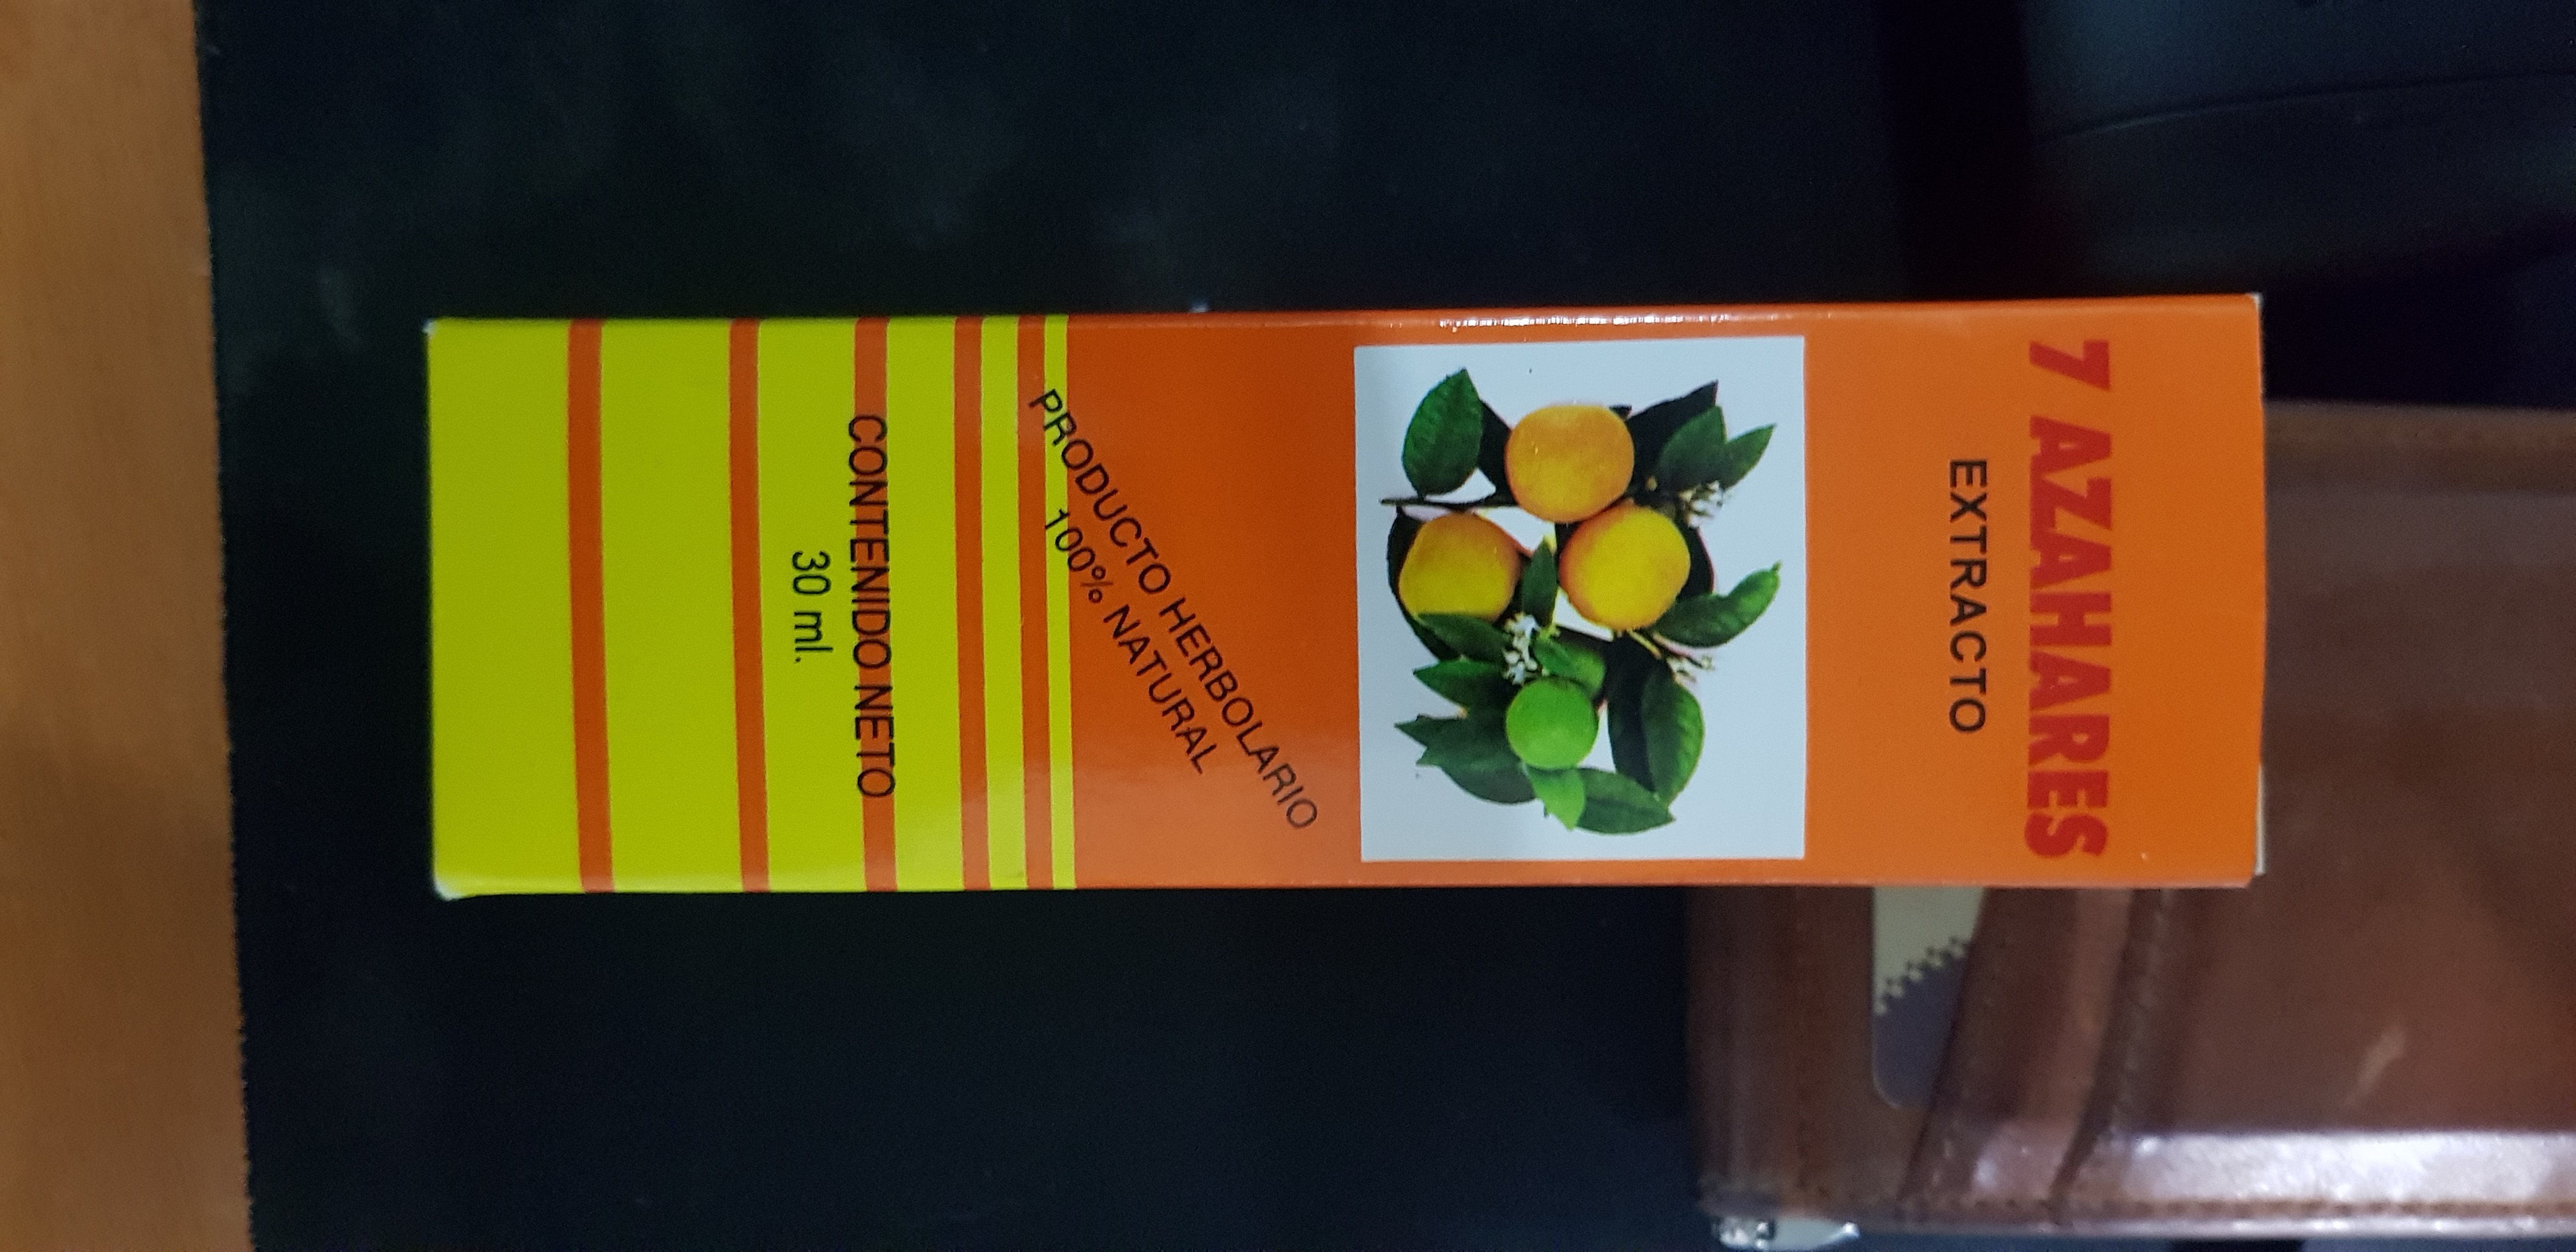 7 AZAHARES
EXTRACTO
PRODUCTO HERBOLARIO
100% NATURAL
CONTENIDO NETO
30 ml.